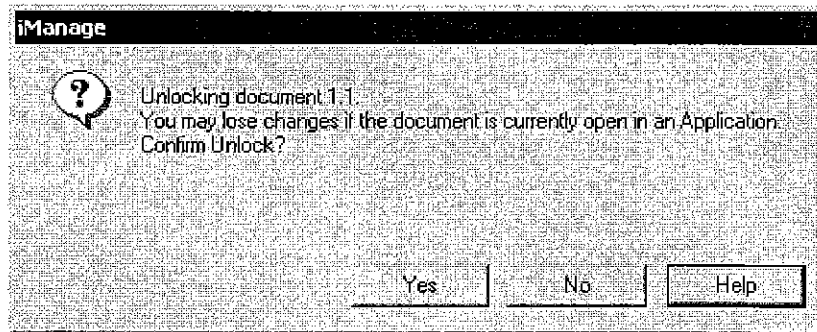 iManage
?
Unlocking document 1.1.
You may lose changes if the document is currently open in an Application.
Confirm Unlock?
Yes No Help